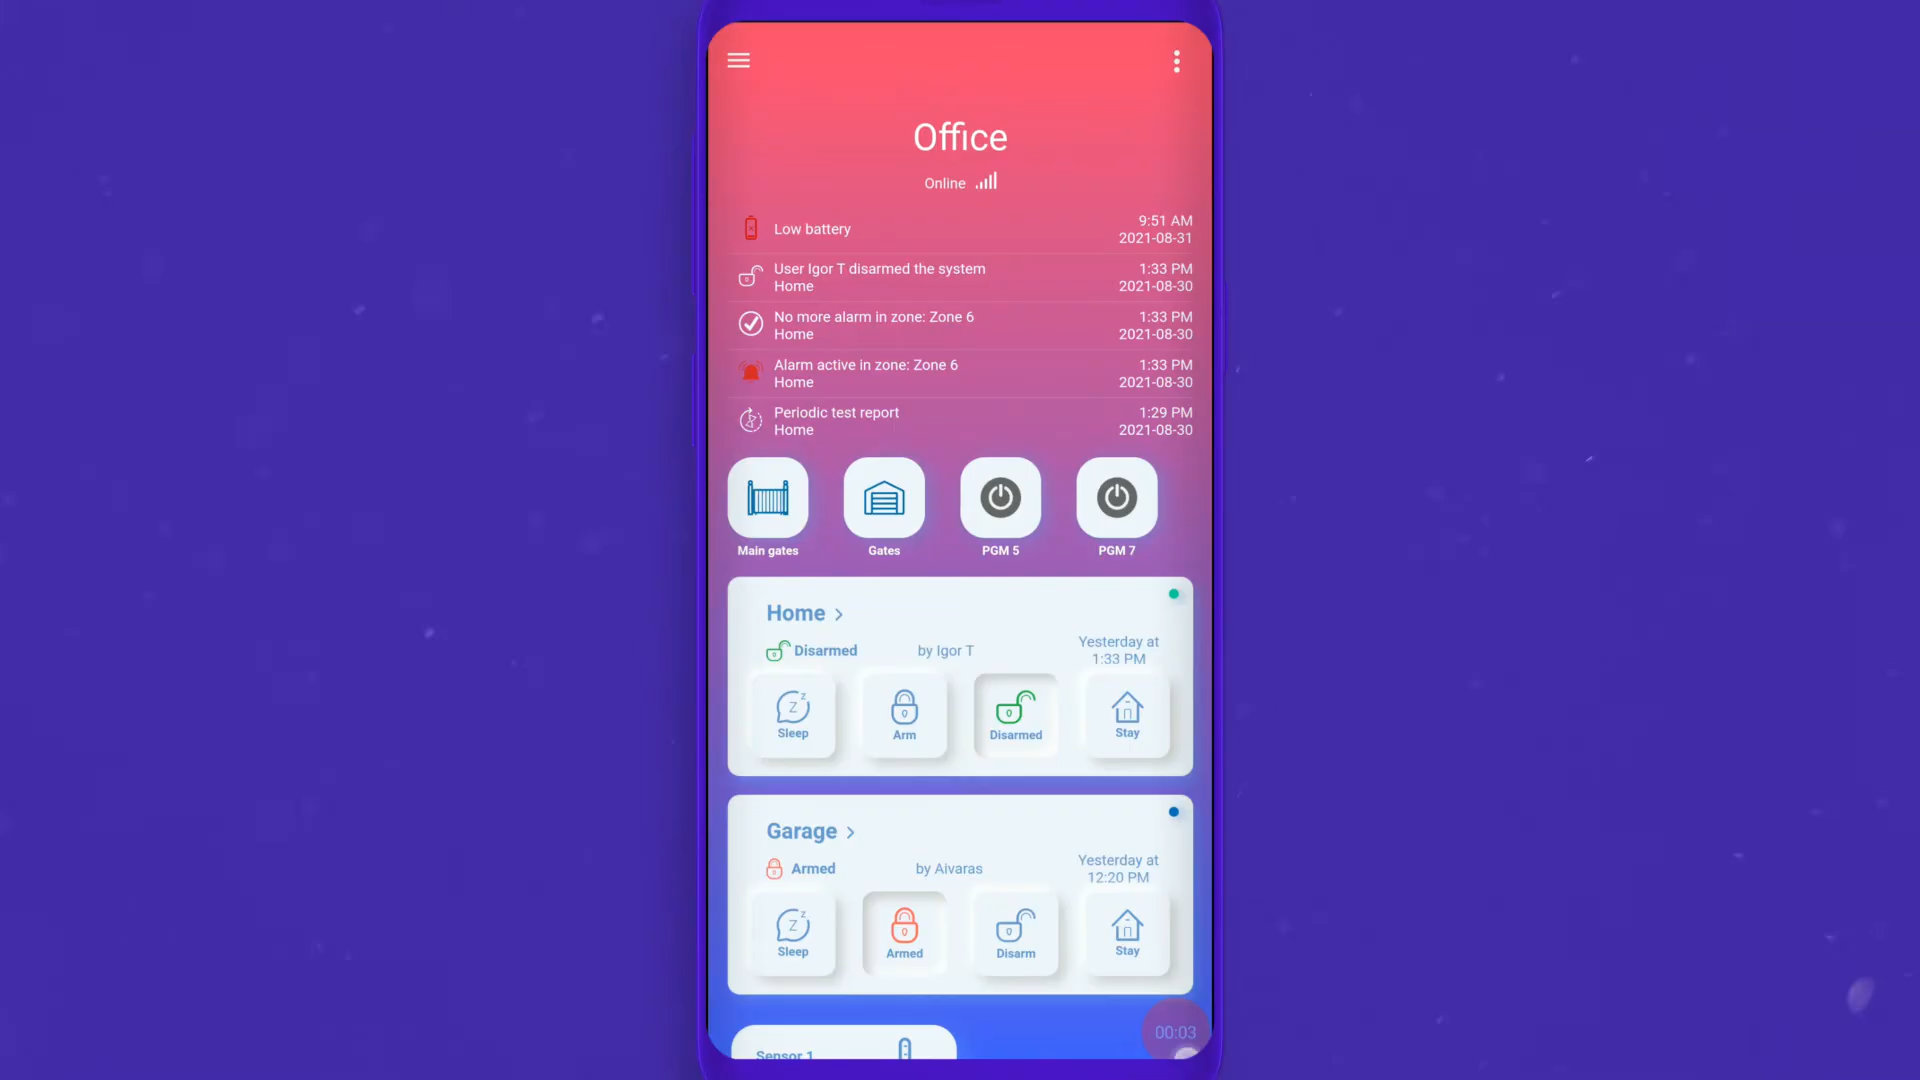 Office
Online
Low battery
9:51 AM
2021-08-31
User Igor T disarmed the system
Home
1:33 PM
2021-08-30
No more alarm in zone: Zone 6
Home
1:33 PM
2021-08-30
Alarm active in zone: Zone 6
Home
1:33 PM
2021-08-30
Periodic test report
Home
1:29 PM
2021-08-30
Main gates
Gates
PGM 5
PGM 7
Home
Disarmed
by Igor T
Yesterday at
1:33 PM
Sleep
Arm
Disarmed
Stay
Garage
Armed
by Aivaras
Yesterday at
12:20 PM
Sleep
Armed
Disarm
Stay
Sensor 1
00:03